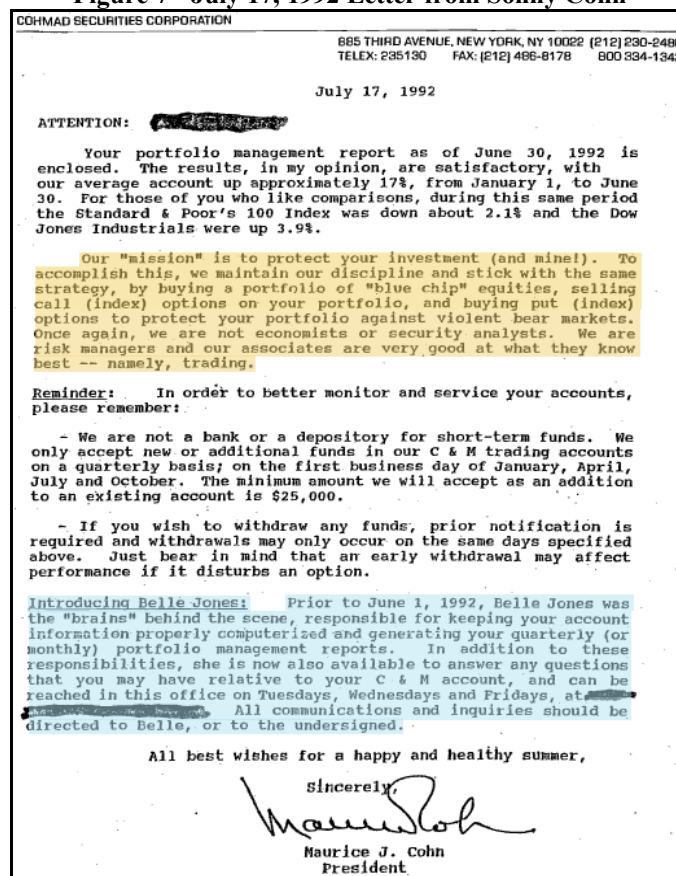 Figure 7 - July 17, 1992 Letter from Sonny Cohn
COHMAD SECURITIES CORPORATION
885 THIRD AVENUE, NEW YORK, NY 10022 (212) 230-248
TELEX: 235130 FAX: (212) 486-8178 800 334-134
July 17, 1992
ATTENTION:
Your portfolio management report as of June 30, 1992 is
enclosed. The results, in my opinion, are satisfactory, with
our average account up approximately 17%, from January 1, to June
30. For those of you who like comparisons, during this same period
the Standard & Poor's 100 Index was down about 2.1% and the Dow
Jones Industrials were up 3.9%.
Our "mission" is to protect your investment (and mine!). To
accomplish this, we maintain our discipline and stick with the same
strategy, by buying a portfolio of "blue chip" equities, selling
call (index) options on your portfolio, and buying put (index)
options to protect your portfolio against violent bear markets.
Once again, we are not economists or security analysts. We are
risk managers and our associates are very good at what they know
best -- namely, trading.
Reminder: In order to better monitor and service your accounts,
please remember:
- We are not a bank or a depository for short-term funds. We
only accept new or additional funds in our C & M trading accounts
on a quarterly basis; on the first business day of January, April,
July and October. The minimum amount we will accept as an addition
to an existing account is $25,000.
- If you wish to withdraw any funds, prior notification is
required and withdrawals may only occur on the same days specified
above. Just bear in mind that an early withdrawal may affect
performance if it disturbs an option.
Introducing Belle Jones: Prior to June 1, 1992, Belle Jones was
the "brains" behind the scene, responsible for keeping your account
information properly computerized and generating your quarterly (or
monthly) portfolio management reports. In addition to these
responsibilities, she is now also available to answer any questions
that you may have relative to your C & M account, and can be
reached in this office on Tuesdays, Wednesdays and Fridays, at
All communications and inquiries should be
directed to Belle, or to the undersigned.
All best wishes for a happy and healthy summer,
Sincerely,
Maurice J. Cohn
President